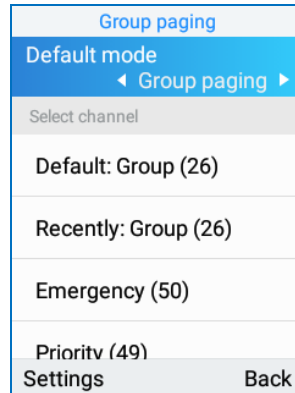 Group paging
Default mode
Group paging
Select channel
Default: Group (26)
Recently: Group (26)
Emergency (50)
Priority (49)
Settings Back